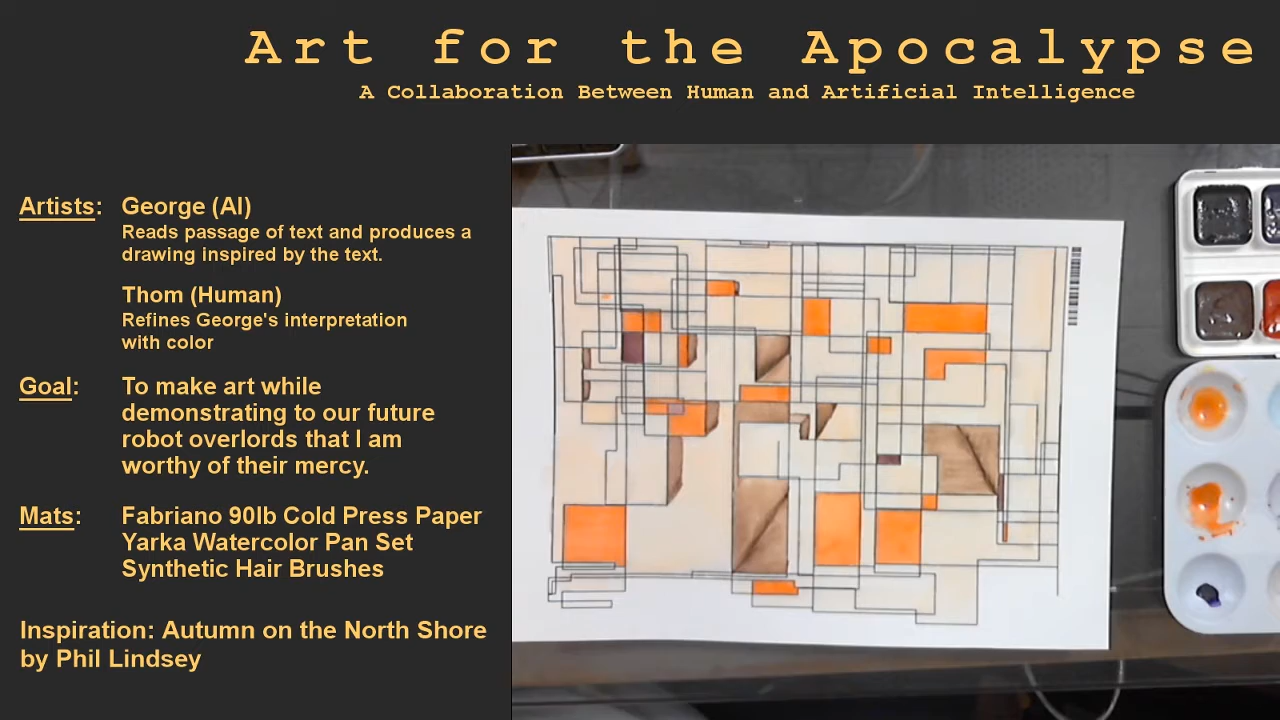 Art for the Apocalypse
A Collaboration Between Human and Artificial Intelligence
Artists: George (AI)
Reads passage of text and produces a
drawing inspired by the text.
Thom (Human)
Refines George's interpretation
with color
Goal: To make art while
demonstrating to our future
robot overlords that I am
worthy of their mercy.
Mats: Fabriano 90lb Cold Press Paper
Yarka Watercolor Pan Set
Synthetic Hair Brushes
Inspiration: Autumn on the North Shore
by Phil Lindsey